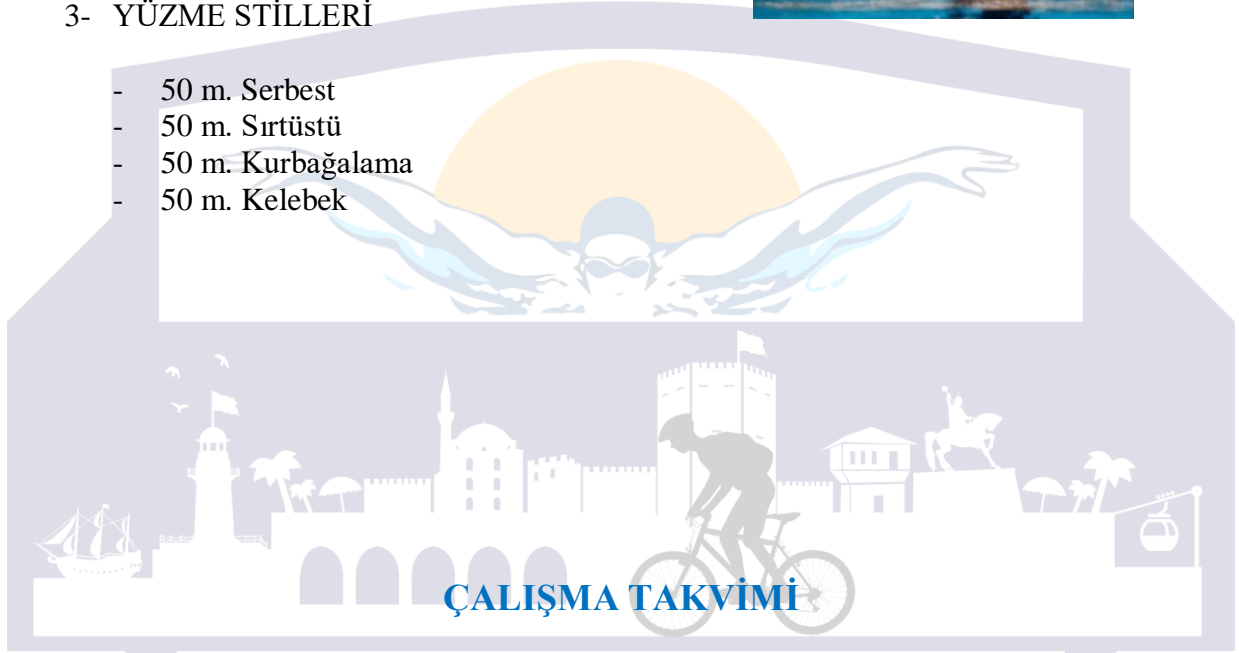 3- YÜZME STİLLERİ
- 50 m. Serbest
- 50 m. Sırtüstü
- 50 m. Kurbağalama
- 50 m. Kelebek
ÇALIŞMA TAKVİMİ